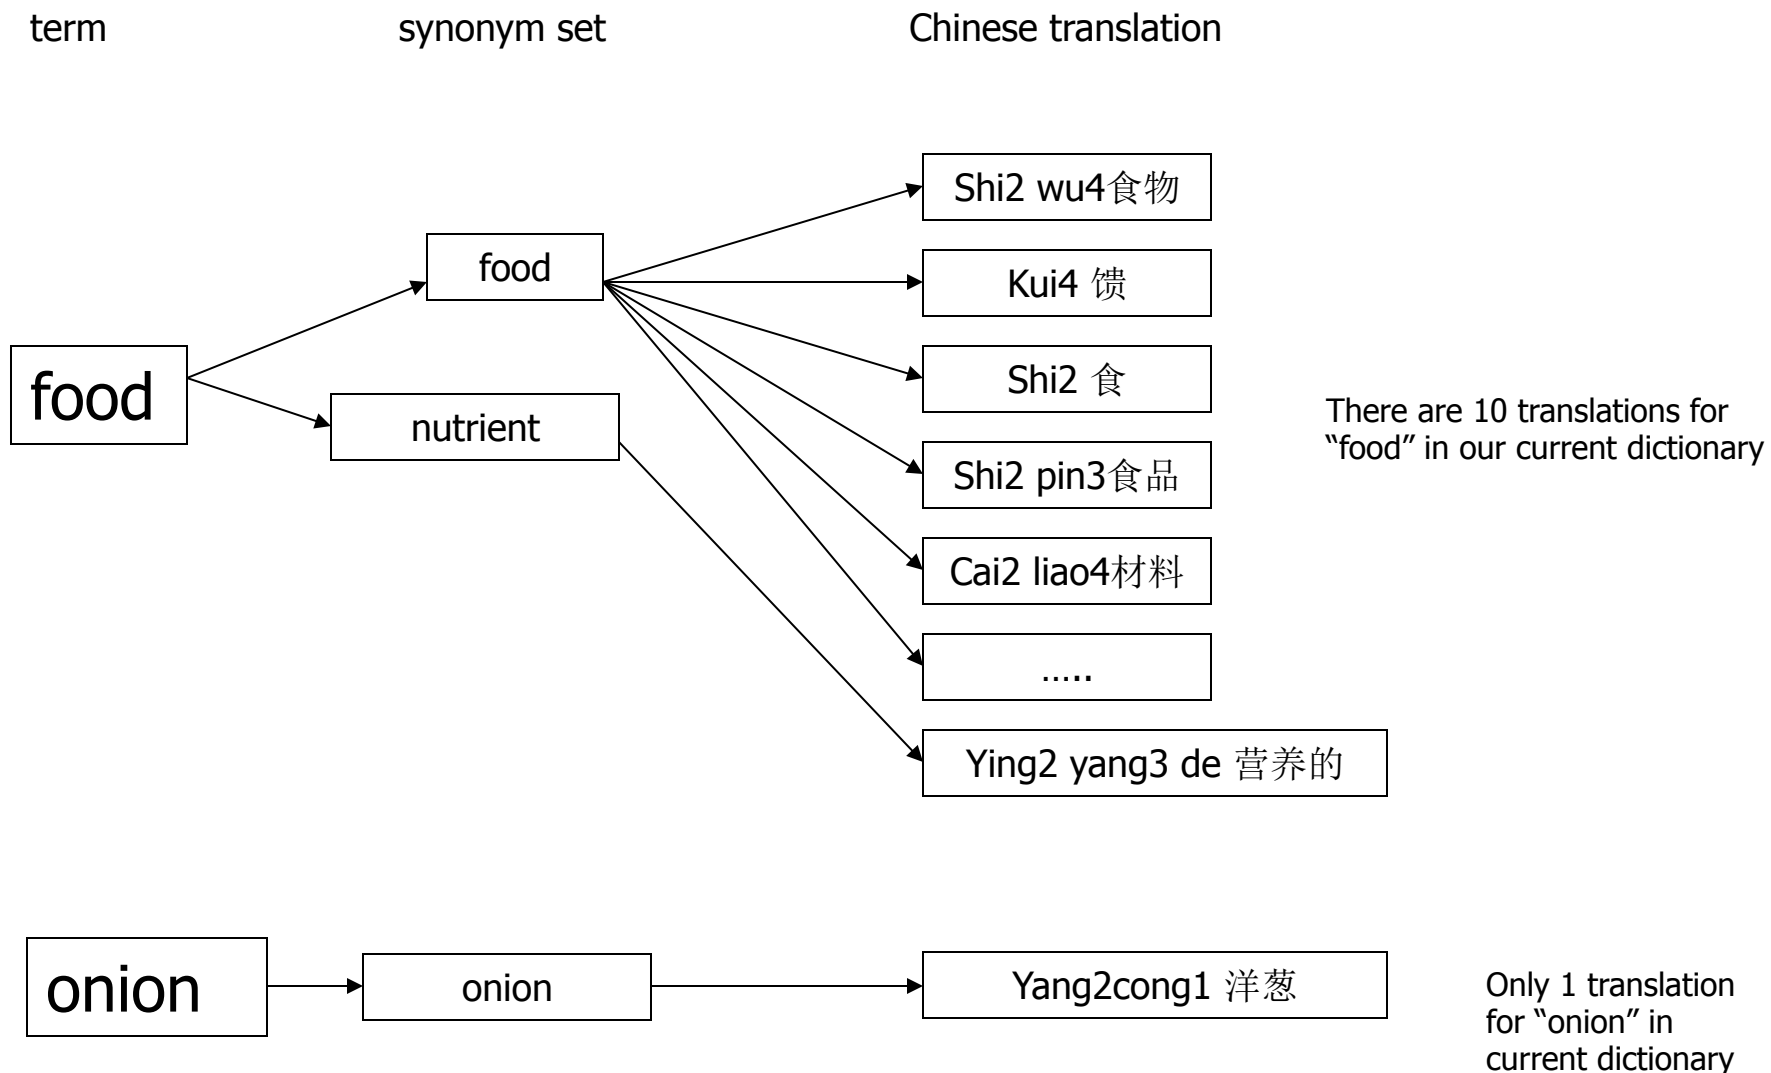 term synonym set Chinese translation
Shi2 wu4食物
food
Kui4 馈
food
Shi2 食
nutrient
There are 10 translations for
“food” in our current dictionary
Shi2 pin3食品
Cai2 liao4材料
…..
Ying2 yang3 de 营养的
onion
onion
Yang2cong1 洋葱
Only 1 translation
for “onion” in
current dictionary